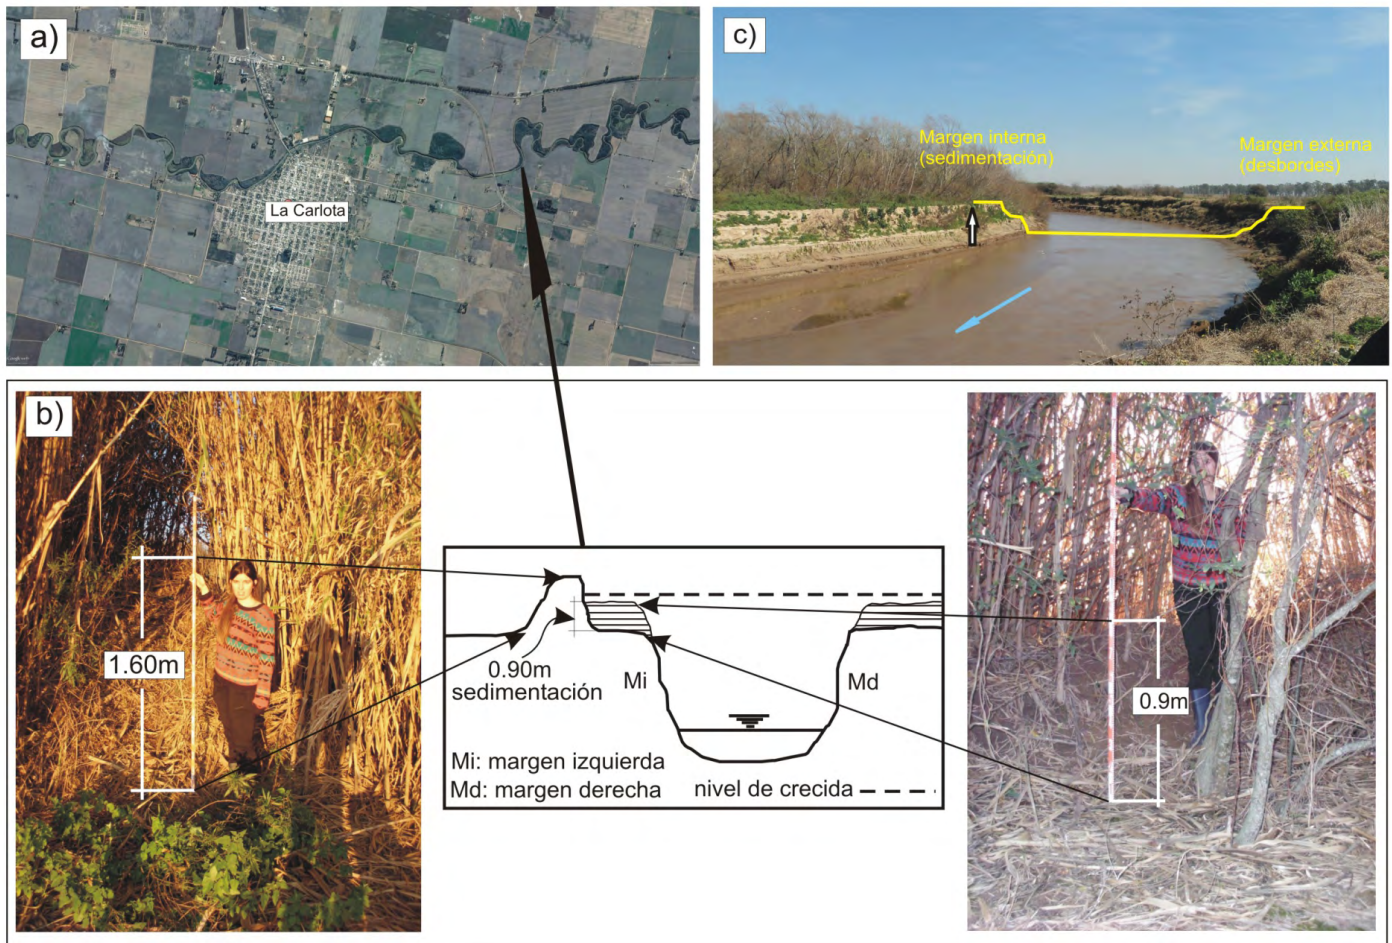 a)
La Carlota
c)
Margen interna
(sedimentación)
Margen externa
(desbordes)
b)
1.60m
0.90m
sedimentación
Mi
Md
Mi: margen izquierda
Md: margen derecha
nivel de crecida
0.9m